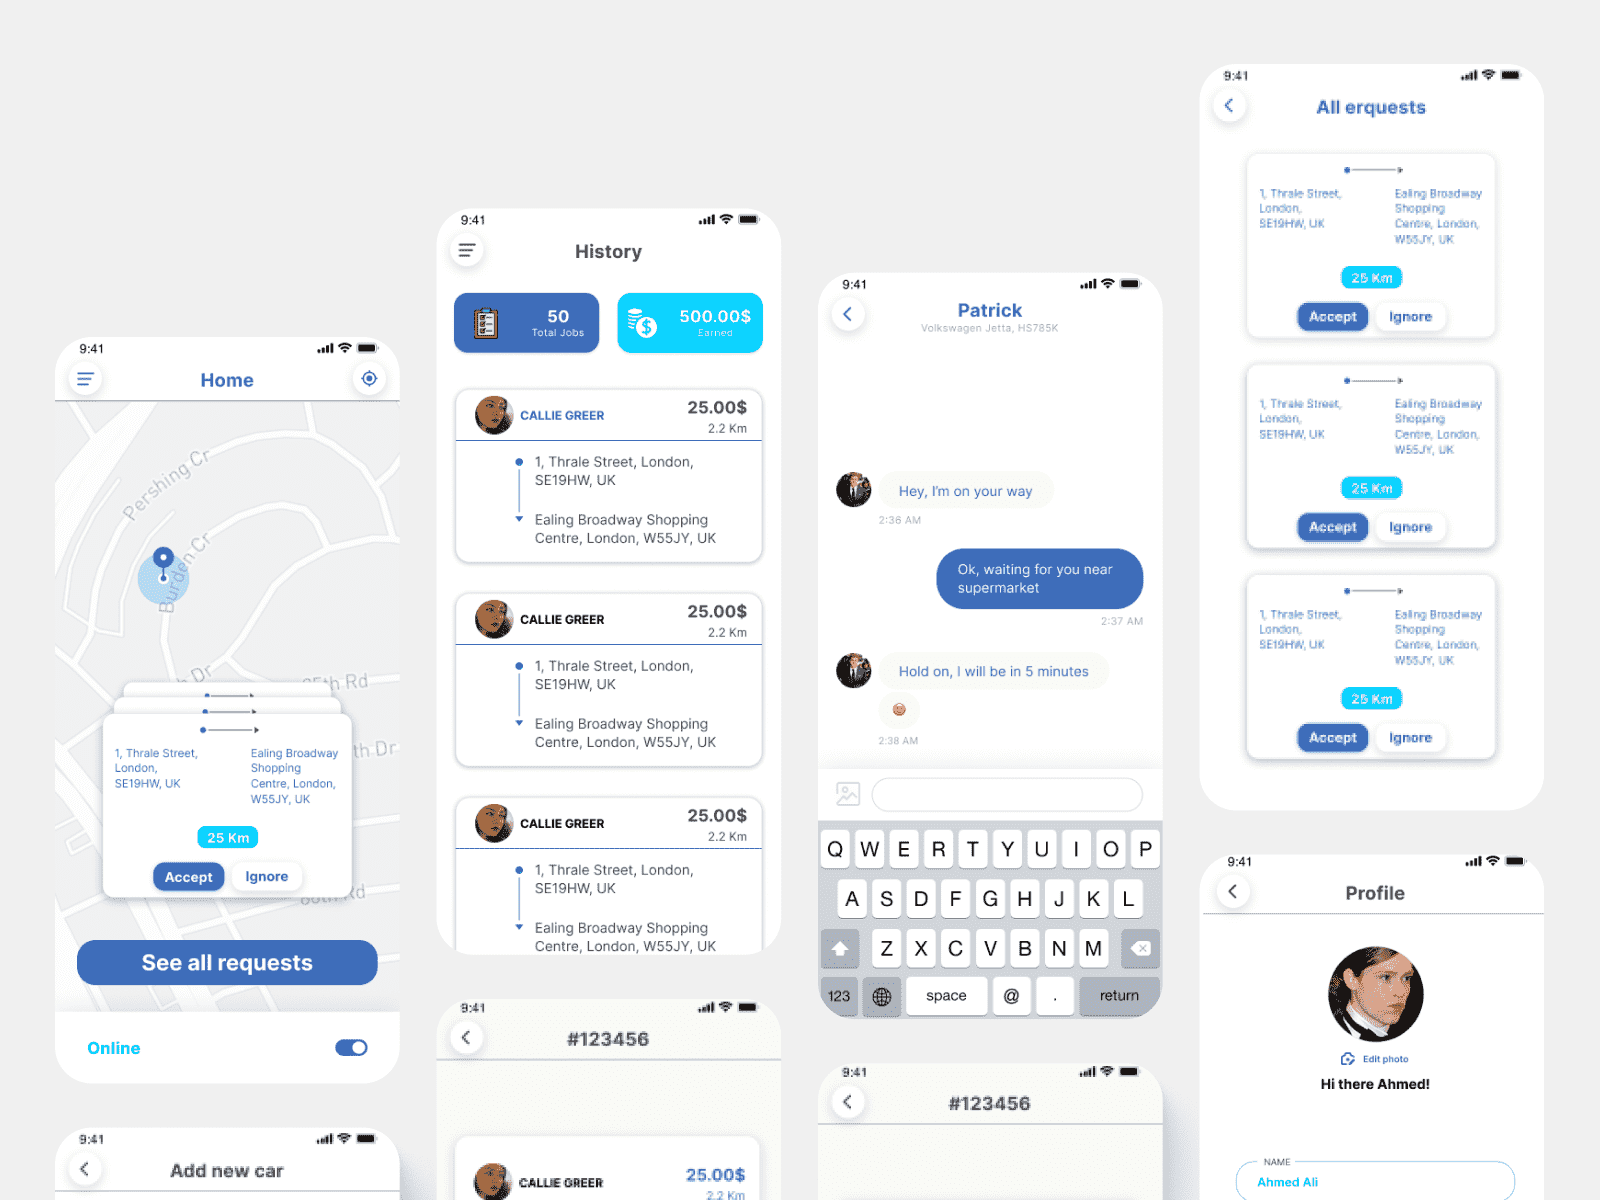 9:41
Home
Pershing Cr
Burden Cr
Dr
65th Rd
th Dr
1, Thrale Street,
London,
SE19HW, UK
Ealing Broadway
Shopping
Centre, London,
W55JY, UK
25 Km
Accept
Ignore
Rd
See all requests
Online
9:41
Add new car
9:41
History
50
Total Jobs
500.00$
Earned
CALLIE GREER
25.00$
2.2 Km
1, Thrale Street, London,
SE19HW, UK
Ealing Broadway Shopping
Centre, London, W55JY, UK
CALLIE GREER
25.00$
2.2 Km
1, Thrale Street, London,
SE19HW, UK
Ealing Broadway Shopping
Centre, London, W55JY, UK
CALLIE GREER
25.00$
2.2 Km
1, Thrale Street, London,
SE19HW, UK
Ealing Broadway Shopping
Centre, London, W55JY, UK
9:41
#123456
CALLIE GREER
25.00$
2.2 Km
9:41
Patrick
Volkswagen Jetta, HS785K
Hey, I'm on your way
2:36 AM
Ok, waiting for you near
supermarket
2:37 AM
Hold on, I will be in 5 minutes
2:38 AM
Q W E R T Y U I O P
A S D F G H J K L
Z X C V B N M
123 space @ . return
9:41
#123456
9:41
All erquests
1, Thrale Street,
London,
SE19HW, UK
Ealing Broadway
Shopping
Centre, London,
W55JY, UK
25 Km
Accept
Ignore
1, Thrale Street,
London,
SE19HW, UK
Ealing Broadway
Shopping
Centre, London,
W55JY, UK
25 Km
Accept
Ignore
1, Thrale Street,
London,
SE19HW, UK
Ealing Broadway
Shopping
Centre, London,
W55JY, UK
25 Km
Accept
Ignore
9:41
Profile
Edit photo
Hi there Ahmed!
NAME
Ahmed Ali